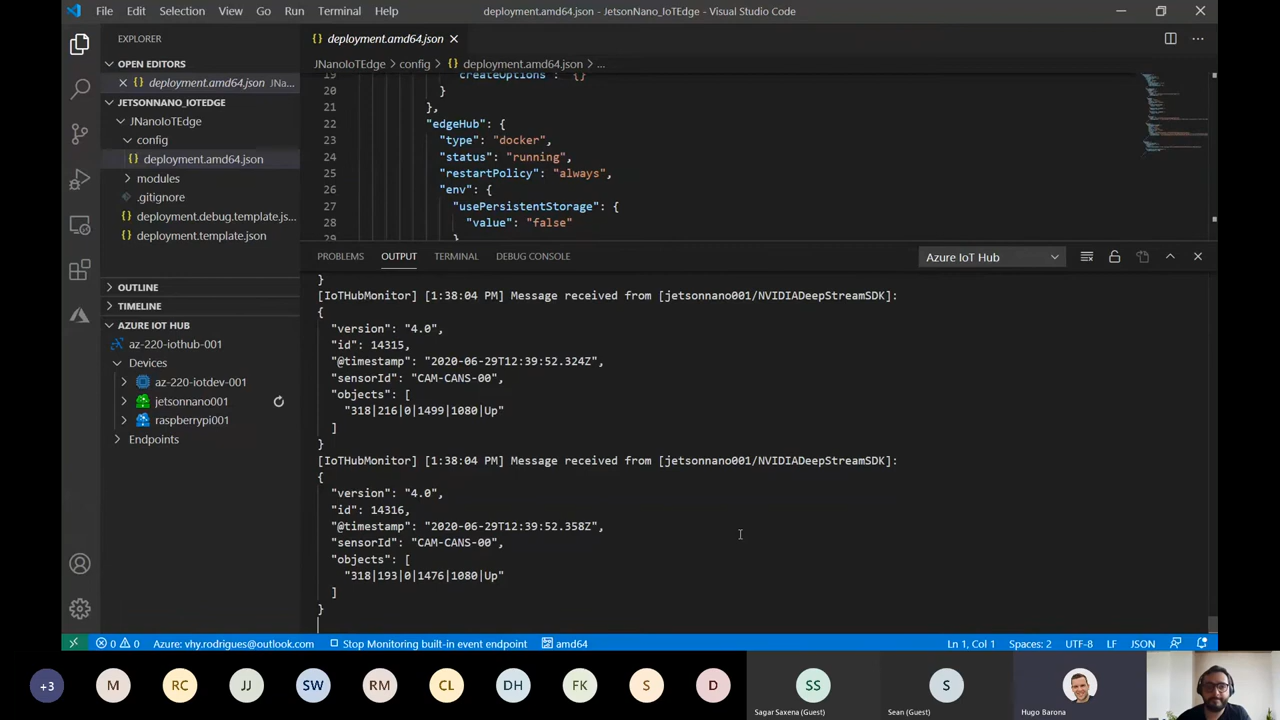 File Edit Selection View Go Run Terminal Help
deployment.amd64.json - JetsonNano_IoTEdge - Visual Studio Code
EXPLORER
OPEN EDITORS
deployment.amd64.json JNa...
JETSONNANO_IOTEDGE
JNanoIoTEdge
config
deployment.amd64.json
modules
.gitignore
deployment.debug.template.js...
deployment.template.json
OUTLINE
TIMELINE
AZURE IOT HUB
az-220-iothub-001
Devices
az-220-iotdev-001
jetsonnano001
raspberrypi001
Endpoints
deployment.amd64.json
JNanoIoTEdge > config > {} deployment.amd64.json > ...
19 "createOptions": "{}"
20 }
21 },
22 "edgeHub": {
23 "type": "docker",
24 "status": "running",
25 "restartPolicy": "always",
26 "env": {
27 "usePersistentStorage": {
28 "value": "false"
29 }
PROBLEMS OUTPUT TERMINAL DEBUG CONSOLE
Azure IoT Hub
}
[IoTHubMonitor] [1:38:04 PM] Message received from [jetsonnano001/NVIDIADeepStreamSDK]:
{
"version": "4.0",
"id": 14315,
"@timestamp": "2020-06-29T12:39:52.324Z",
"sensorId": "CAM-CANS-00",
"objects": [
"318|216|0|1499|1080|Up"
]
}
[IoTHubMonitor] [1:38:04 PM] Message received from [jetsonnano001/NVIDIADeepStreamSDK]:
{
"version": "4.0",
"id": 14316,
"@timestamp": "2020-06-29T12:39:52.358Z",
"sensorId": "CAM-CANS-00",
"objects": [
"318|193|0|1476|1080|Up"
]
}
0 0 Azure: vhy.rodrigues@outlook.com Stop Monitoring built-in event endpoint amd64
Ln 1, Col 1 Spaces: 2 UTF-8 LF JSON
+3 M RC JJ SW RM CL DH FK S D SS S
Sagar Saxena (Guest) Sean (Guest) Hugo Barona